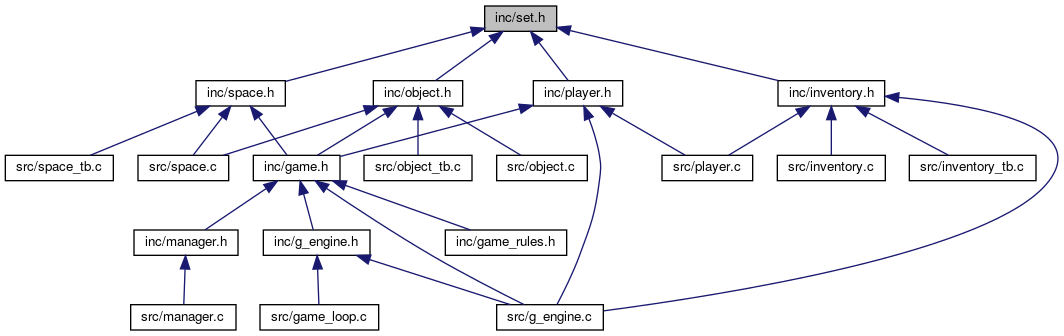 inc/set.h
inc/space.h
inc/object.h
inc/player.h
inc/inventory.h
src/space_tb.c
src/space.c
inc/game.h
src/object_tb.c
src/object.c
src/player.c
src/inventory.c
src/inventory_tb.c
inc/manager.h
inc/g_engine.h
inc/game_rules.h
src/manager.c
src/game_loop.c
src/g_engine.c